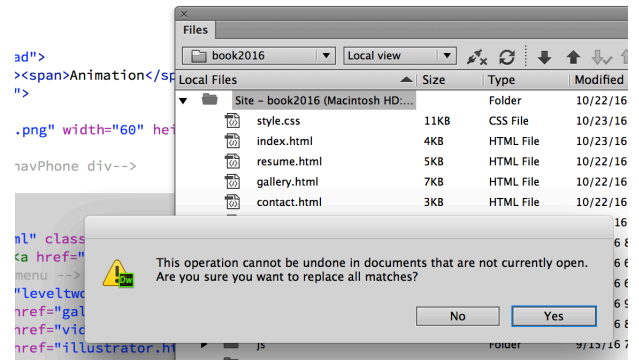 Files
book2016
Local view
Local Files Size Type Modified
Site – book2016 (Macintosh HD:... Folder 10/22/16
style.css 11KB CSS File 10/23/16
index.html 4KB HTML File 10/23/16
resume.html 5KB HTML File 10/22/16
gallery.html 7KB HTML File 10/22/16
contact.html 3KB HTML File 10/22/16
ad">
><span>Animation</sp
">
.png" width="60" hei
navPhone div-->
ml" class
<a href="
menu -->
"leveltwo
href="gal
href="vid
href="illustrator.ht
This operation cannot be undone in documents that are not currently open.
Are you sure you want to replace all matches?
Dw
No Yes
js Folder 9/15/16 7